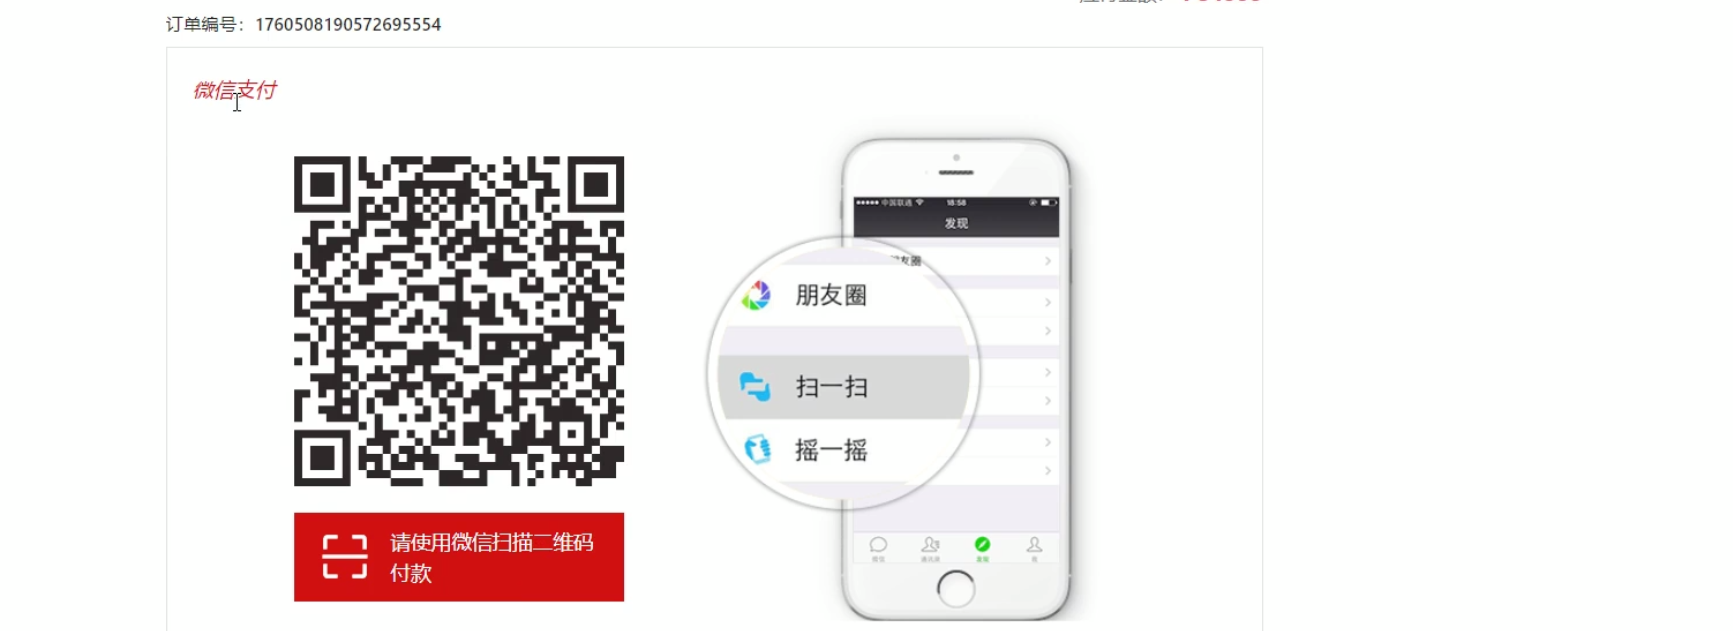 订单编号：1760508190572695554
微信支付
中国联通
18:58
发现
朋友圈
扫一扫
摇一摇
请使用微信扫描二维码
付款